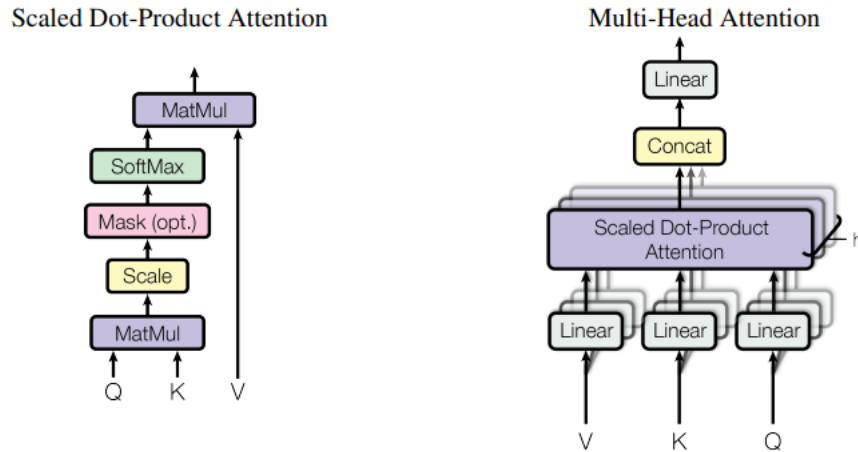 Scaled Dot-Product Attention
MatMul
SoftMax
Mask (opt.)
Scale
MatMul
Q K V
Multi-Head Attention
Linear
Concat
Scaled Dot-Product
Attention
Linear Linear Linear
V K Q